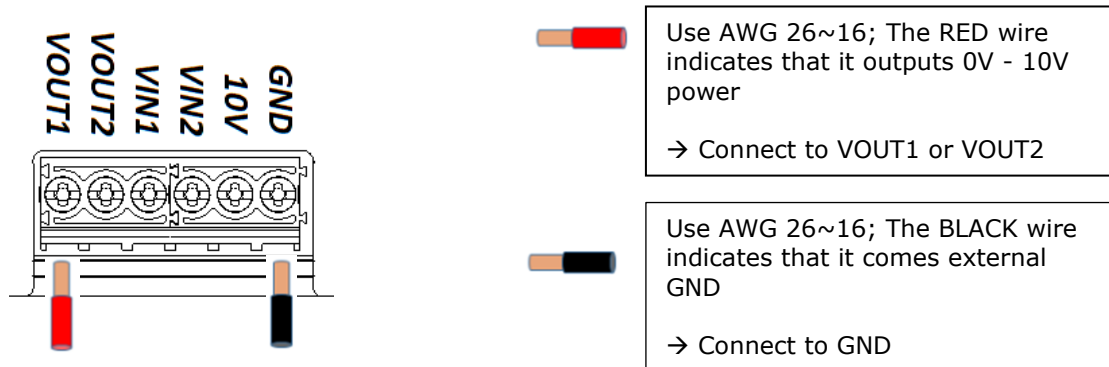 VOUT1
VOUT2
VIN1
VIN2
10V
GND
Use AWG 26~16; The RED wire
indicates that it outputs 0V - 10V
power
→ Connect to VOUT1 or VOUT2
Use AWG 26~16; The BLACK wire
indicates that it comes external
GND
→ Connect to GND